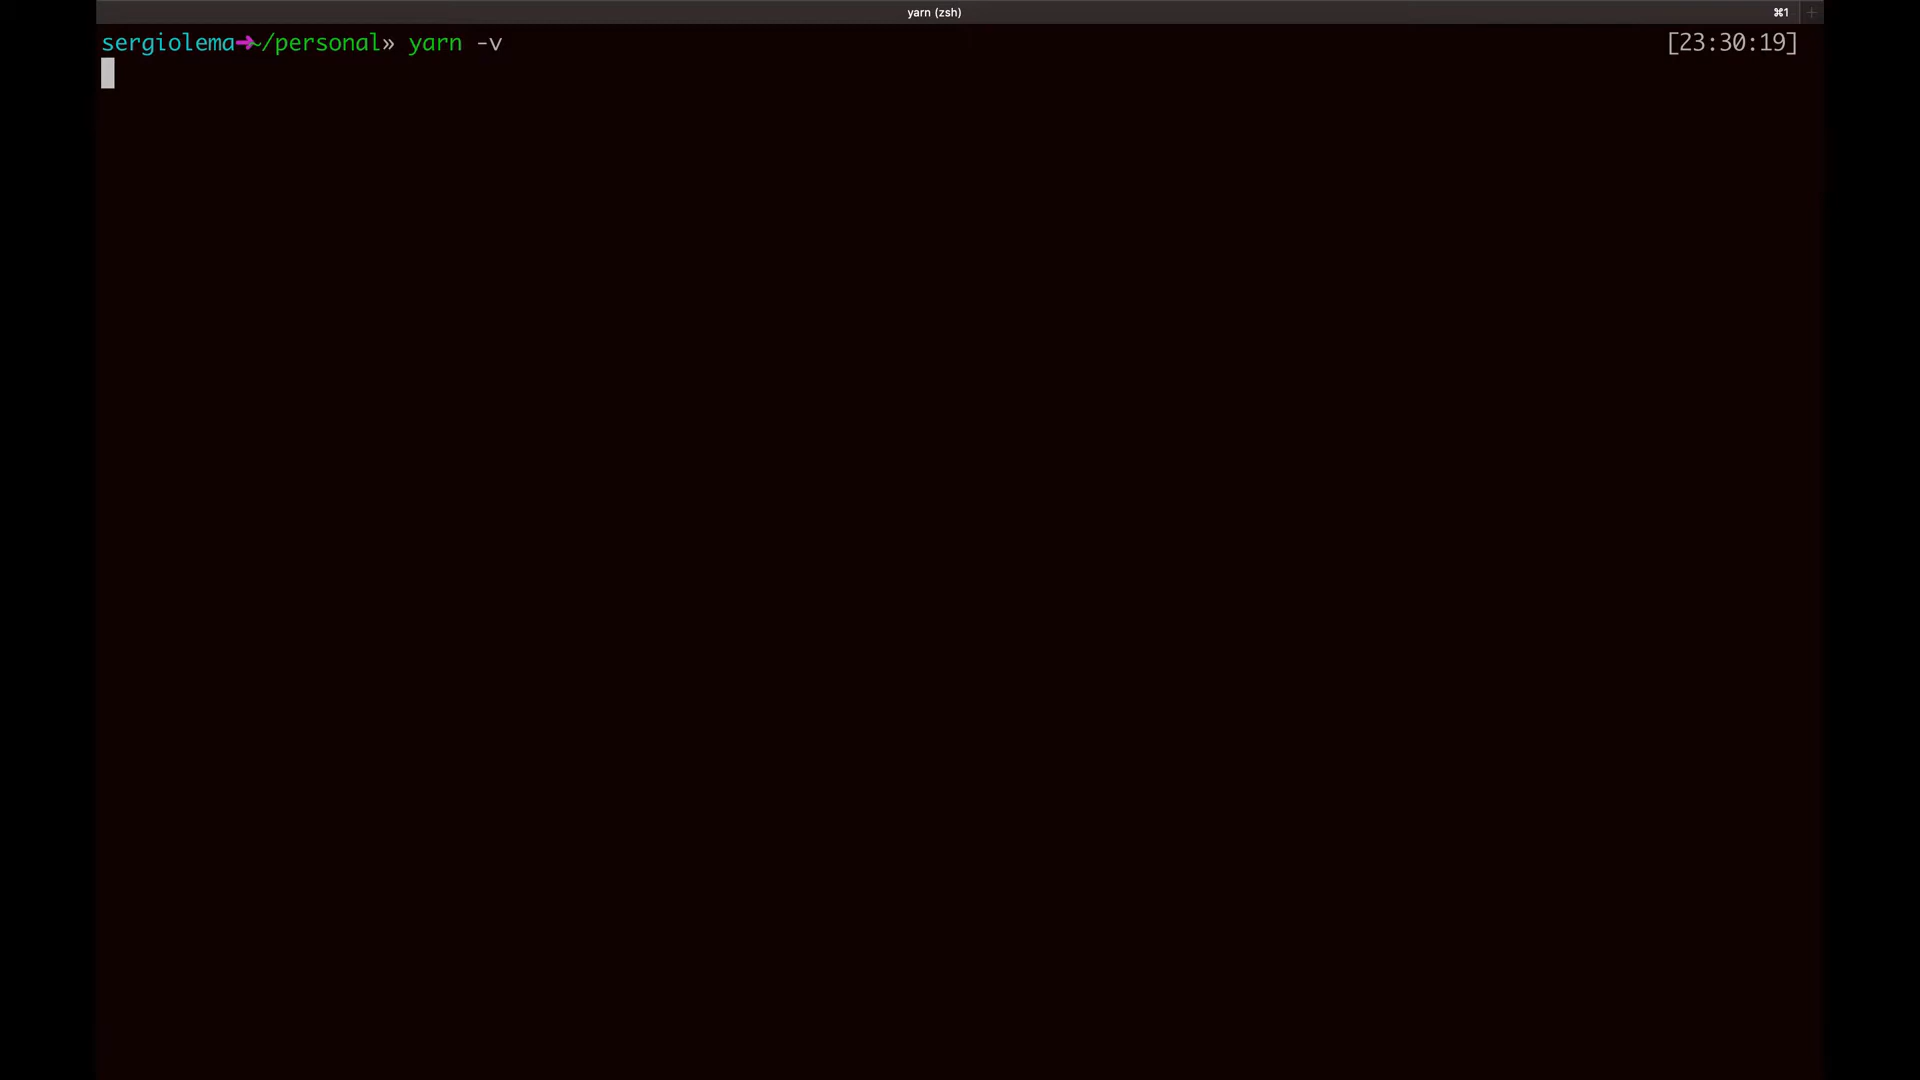 yarn (zsh)
⌘1
+
sergiolema➜~/personal» yarn -v
[23:30:19]